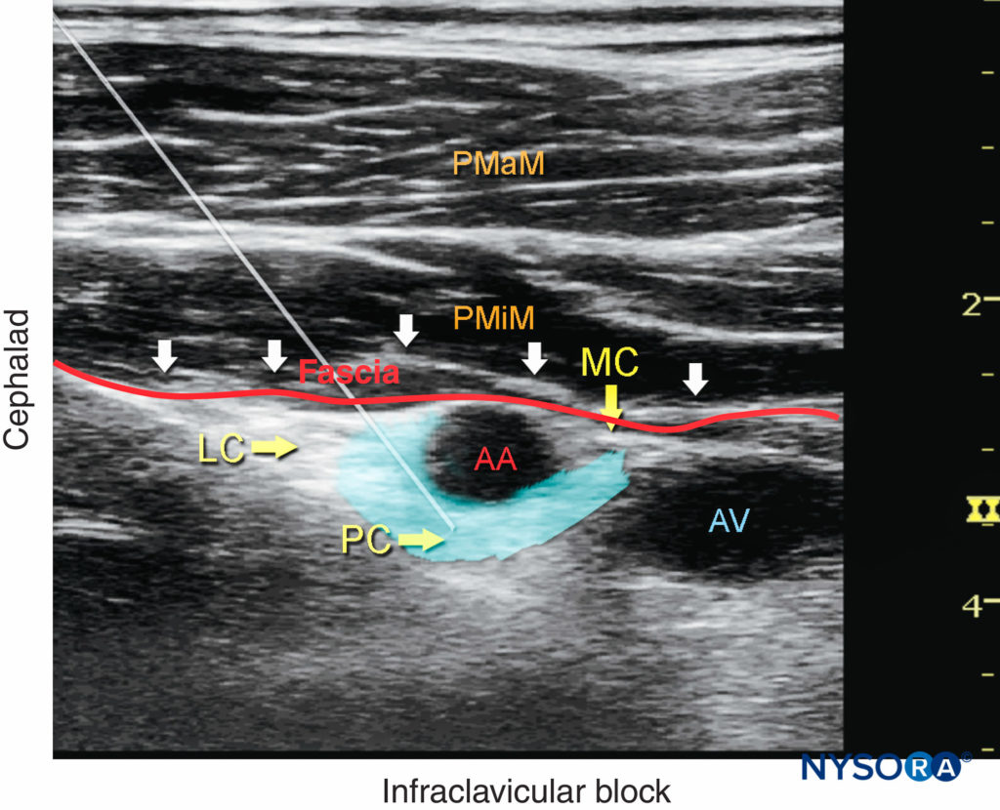 PMaM
2
PMiM
MC
Fascia
Cephalad
LC
AA
AV
PC
4
NYSORA©
Infraclavicular block